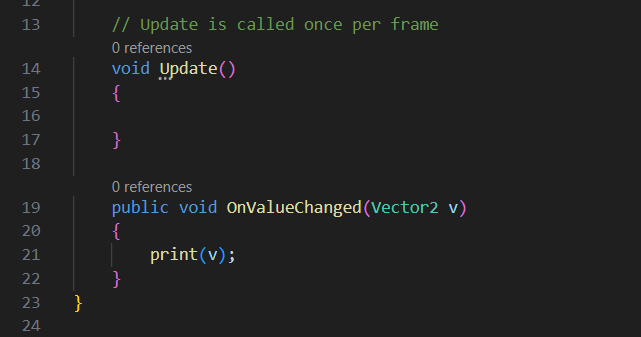 12
13 // Update is called once per frame
0 references
14 void Update()
15 {
16
17 }
18
0 references
19 public void OnValueChanged(Vector2 v)
20 {
21 print(v);
22 }
23 }
24